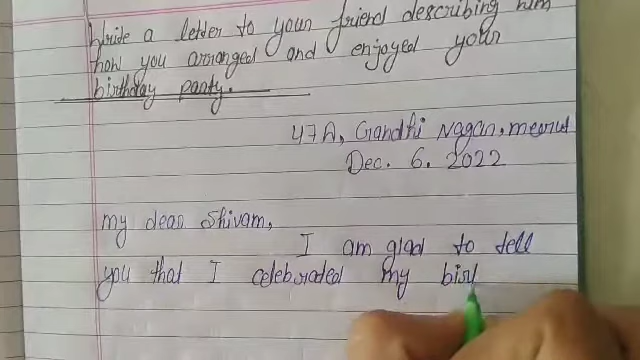 Write a letter to your friend describing him
how you arranged and enjoyed your
birthday party.
47A, Gandhi Nagar, Meerut
Dec. 6. 2022
My dear Shivam,
I am glad to tell
you that I celebrated my birt